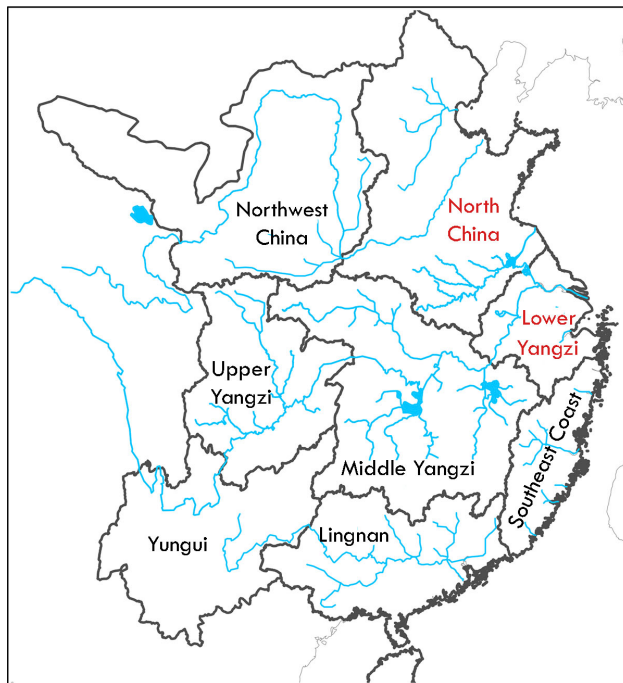 Northwest
China
North
China
Lower
Yangzi
Upper
Yangzi
Middle Yangzi
Southeast Coast
Yungui
Lingnan